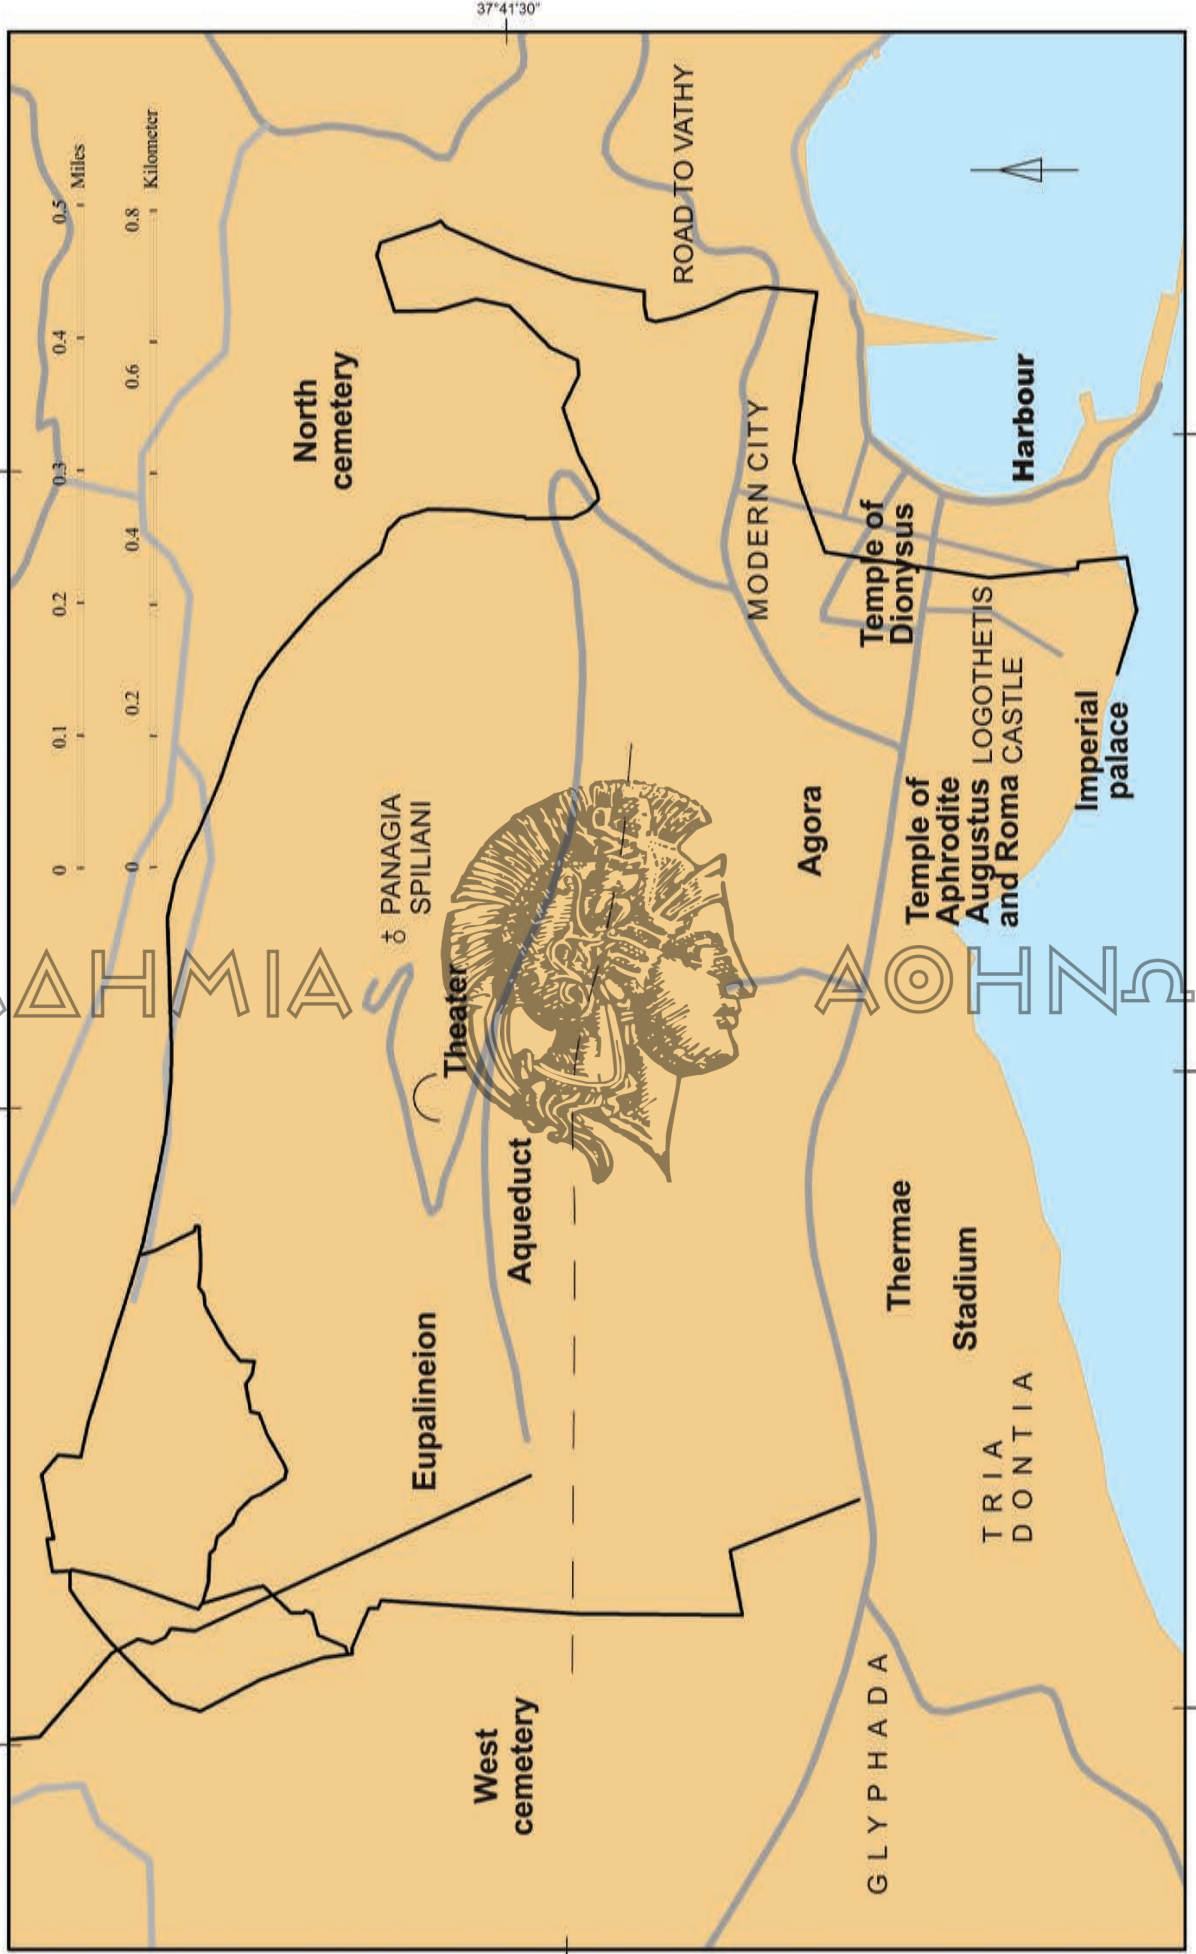 37°41'30"
0 0.1 0.2 0.3 0.4 0.5 Miles
0 0.2 0.4 0.6 0.8 Kilometer
North
cemetery
ROAD TO VATHY
PANAGIA
SPILIANI
Theater
MODERN CITY
Harbour
Temple of
Dionysus
LOGOTHETIS
CASTLE
Imperial
palace
Agora
Temple of
Aphrodite
Augustus
and Roma
Aqueduct
Eupalineion
Thermae
Stadium
TRIA
DONTIA
West
cemetery
GLYPHADA
ΔΗΜΙΑ ΑΘΗΝΩ